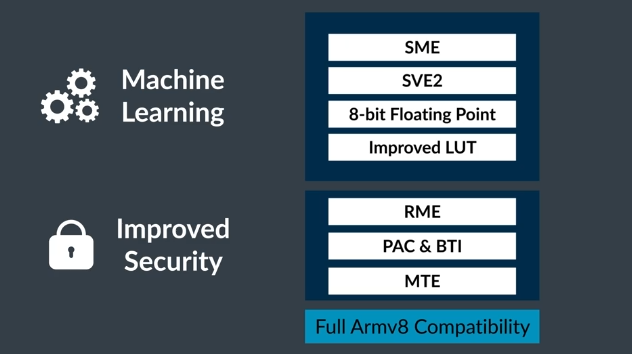 Machine
Learning
SME
SVE2
8-bit Floating Point
Improved LUT
Improved
Security
RME
PAC & BTI
MTE
Full Armv8 Compatibility